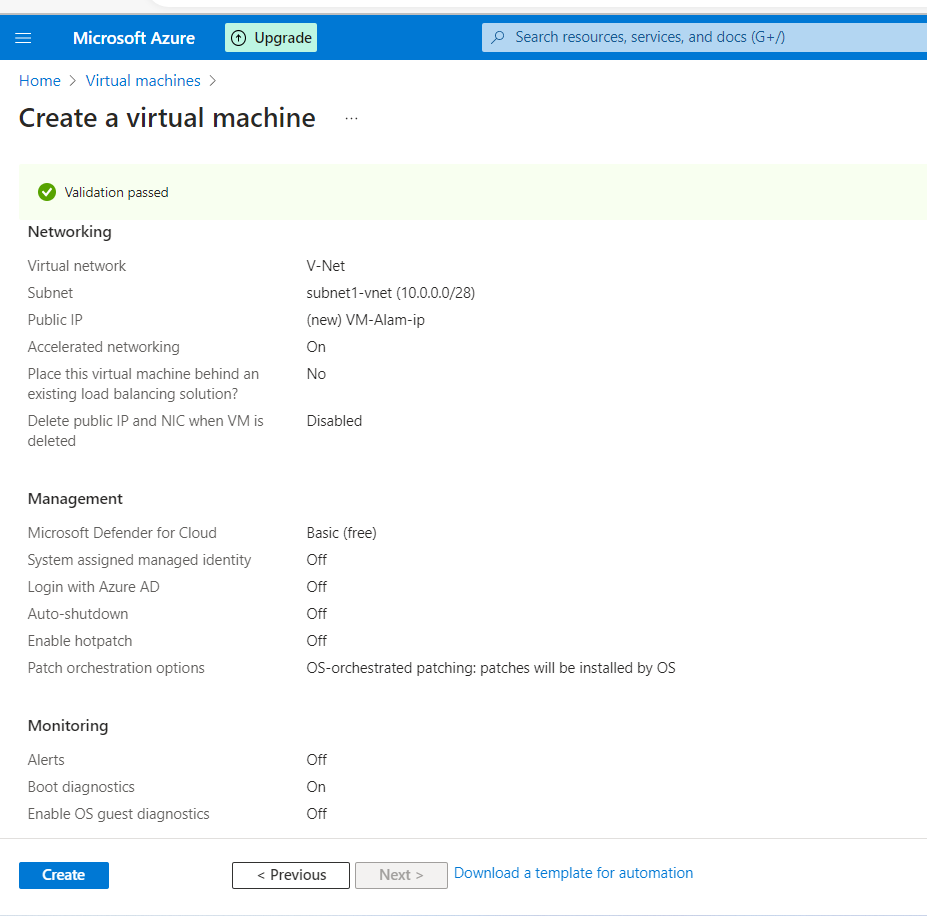 Microsoft Azure
Upgrade
Search resources, services, and docs (G+/)
Home > Virtual machines >
Create a virtual machine ...
Validation passed
Networking
Virtual network V-Net
Subnet subnet1-vnet (10.0.0.0/28)
Public IP (new) VM-Alam-ip
Accelerated networking On
Place this virtual machine behind an No
existing load balancing solution?
Delete public IP and NIC when VM is Disabled
deleted
Management
Microsoft Defender for Cloud Basic (free)
System assigned managed identity Off
Login with Azure AD Off
Auto-shutdown Off
Enable hotpatch Off
Patch orchestration options OS-orchestrated patching: patches will be installed by OS
Monitoring
Alerts Off
Boot diagnostics On
Enable OS guest diagnostics Off
Create
< Previous
Next >
Download a template for automation